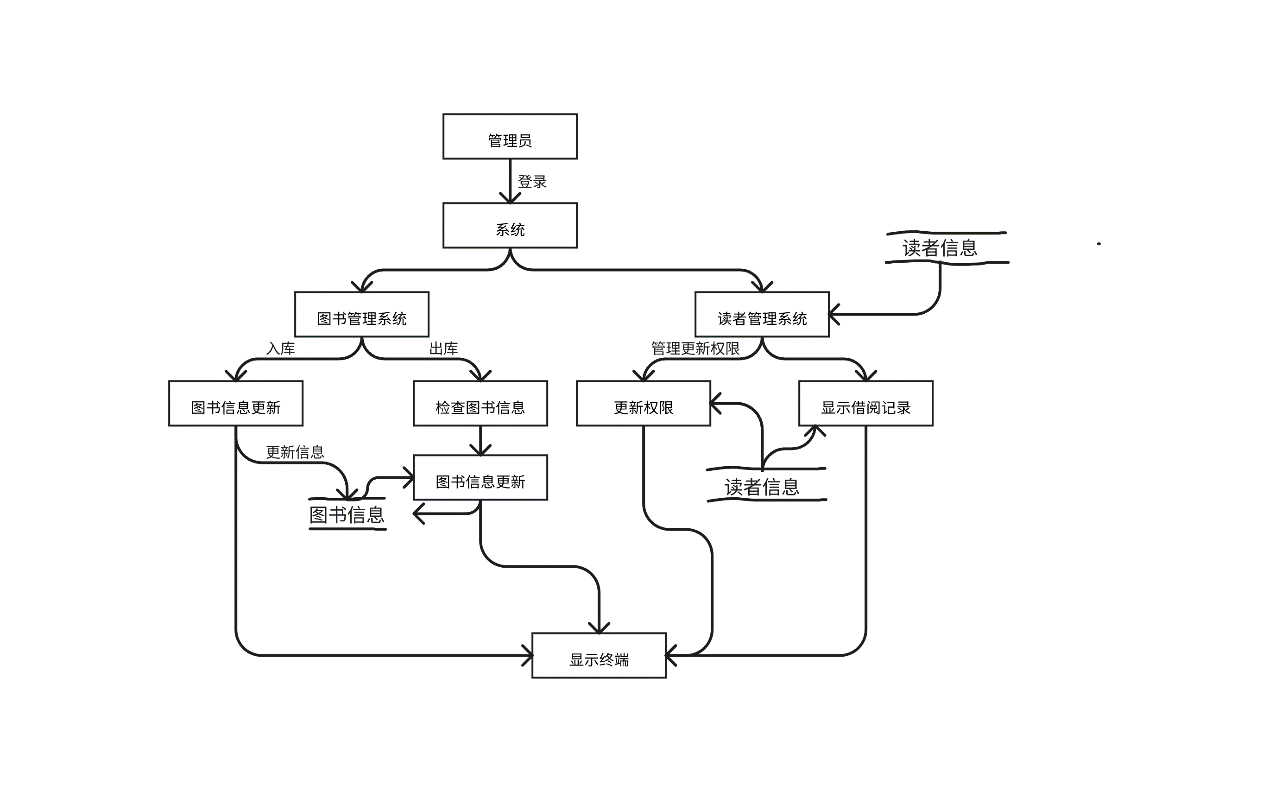 管理员
登录
系统
读者信息
图书管理系统
读者管理系统
入库
出库
管理更新权限
图书信息更新
检查图书信息
更新权限
显示借阅记录
更新信息
图书信息更新
读者信息
图书信息
显示终端